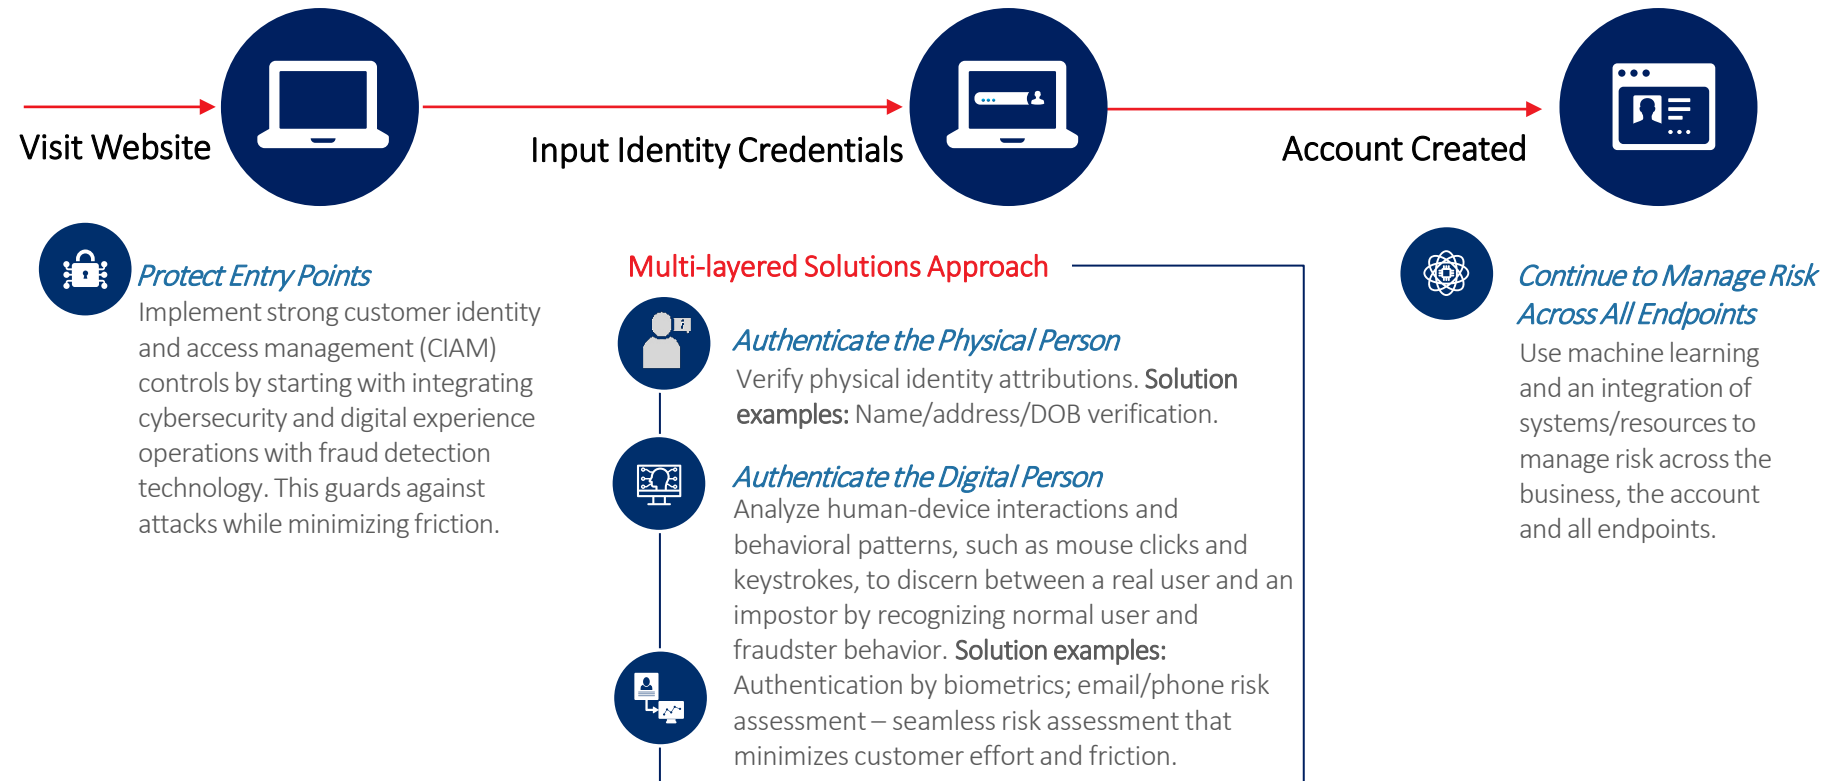 Visit Website
Input Identity Credentials
Account Created
Protect Entry Points
Implement strong customer identity
and access management (CIAM)
controls by starting with integrating
cybersecurity and digital experience
operations with fraud detection
technology. This guards against
attacks while minimizing friction.
Multi-layered Solutions Approach
Authenticate the Physical Person
Verify physical identity attributions. Solution
examples: Name/address/DOB verification.
Authenticate the Digital Person
Analyze human-device interactions and
behavioral patterns, such as mouse clicks and
keystrokes, to discern between a real user and an
impostor by recognizing normal user and
fraudster behavior. Solution examples:
Authentication by biometrics; email/phone risk
assessment – seamless risk assessment that
minimizes customer effort and friction.
Continue to Manage Risk
Across All Endpoints
Use machine learning
and an integration of
systems/resources to
manage risk across the
business, the account
and all endpoints.